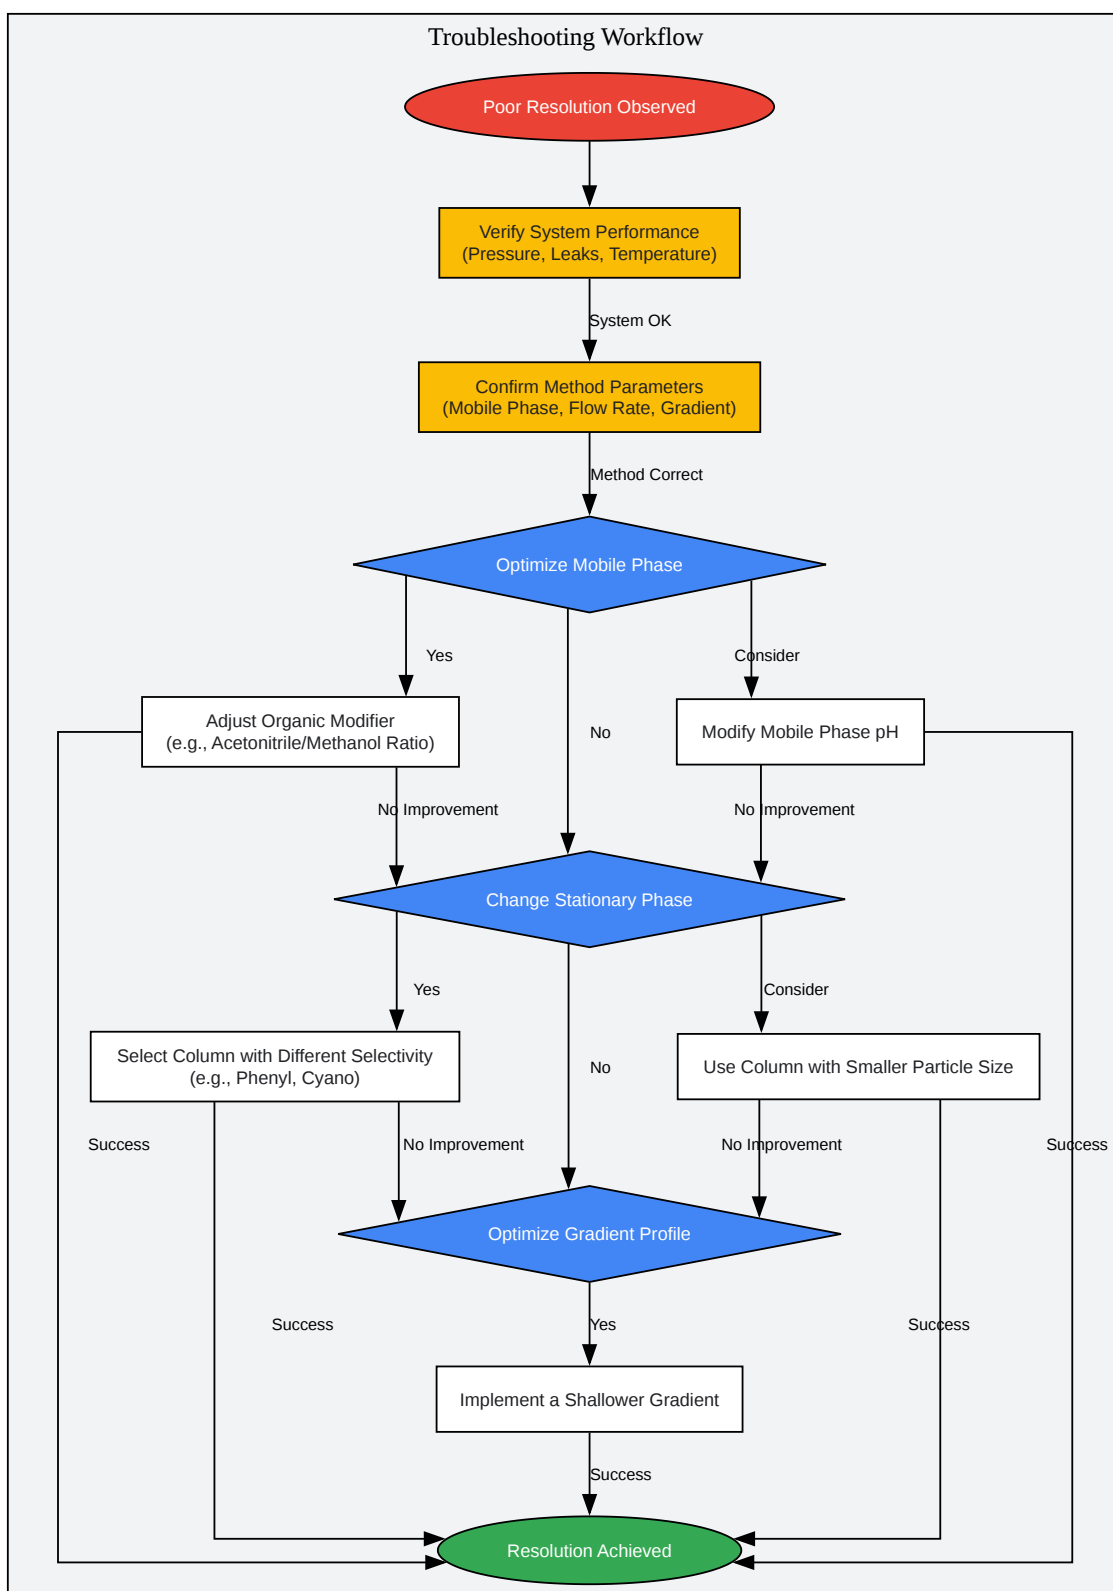 Troubleshooting Workflow
Poor Resolution Observed
Verify System Performance
(Pressure, Leaks, Temperature)
System OK
Confirm Method Parameters
(Mobile Phase, Flow Rate, Gradient)
Method Correct
Optimize Mobile Phase
Yes
Consider
Adjust Organic Modifier
(e.g., Acetonitrile/Methanol Ratio)
No
Modify Mobile Phase pH
No Improvement
No Improvement
Change Stationary Phase
Yes
Consider
Select Column with Different Selectivity
(e.g., Phenyl, Cyano)
No
Use Column with Smaller Particle Size
Success
No Improvement
No Improvement
Success
Optimize Gradient Profile
Success
Yes
Success
Implement a Shallower Gradient
Success
Resolution Achieved